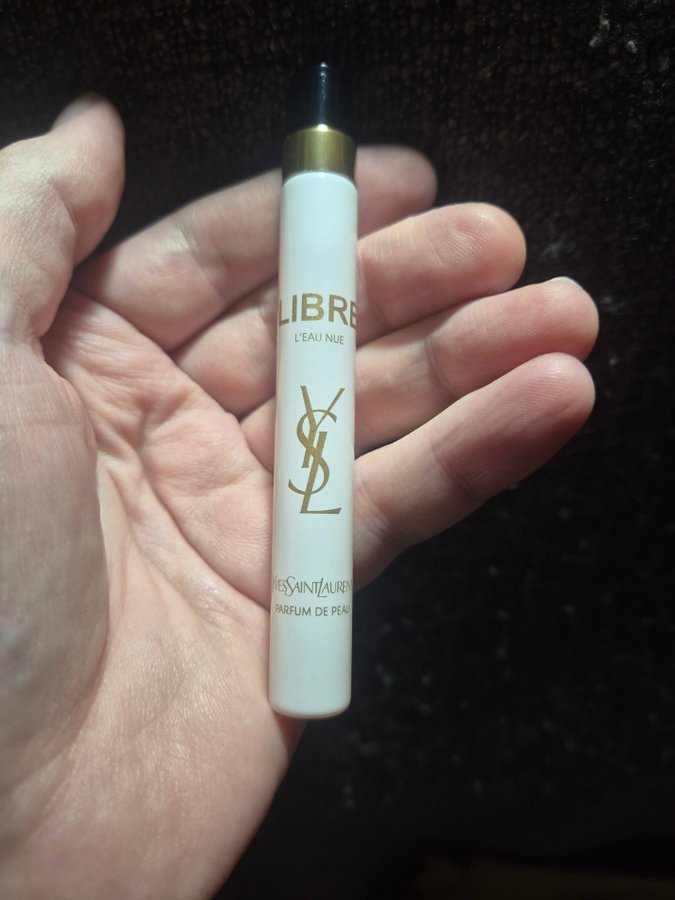 LIBRE
L'EAU NUE
YSL
YVESSAINTLAURENT
PARFUM DE PEAU